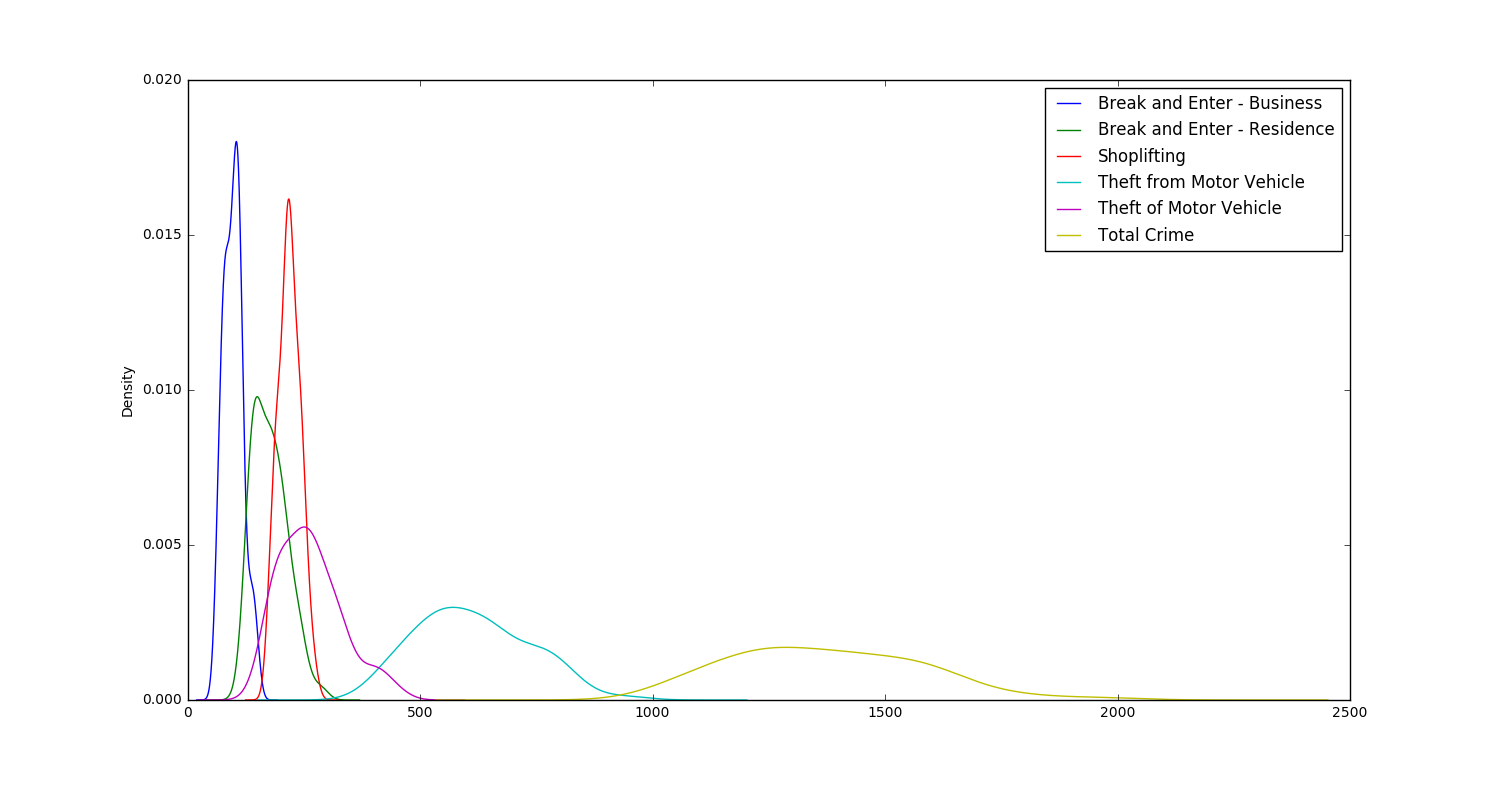 0.020
0.015
0.010
0.005
0.000
Density
0
500
1000
1500
2000
2500
Break and Enter - Business
Break and Enter - Residence
Shoplifting
Theft from Motor Vehicle
Theft of Motor Vehicle
Total Crime